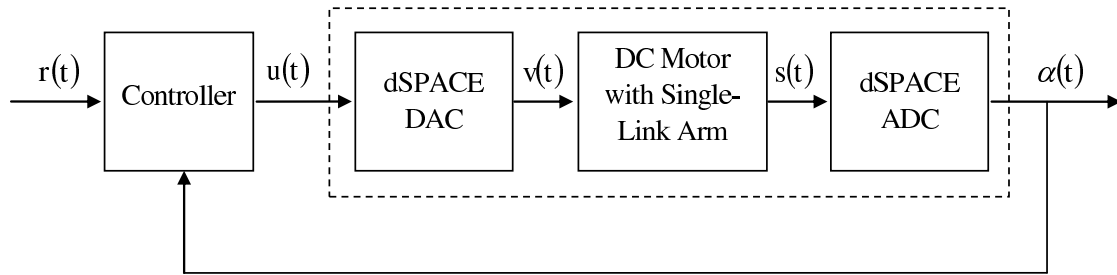 r(t)
Controller
u(t)
dSPACE
DAC
v(t)
DC Motor
with Single-
Link Arm
s(t)
dSPACE
ADC
α(t)